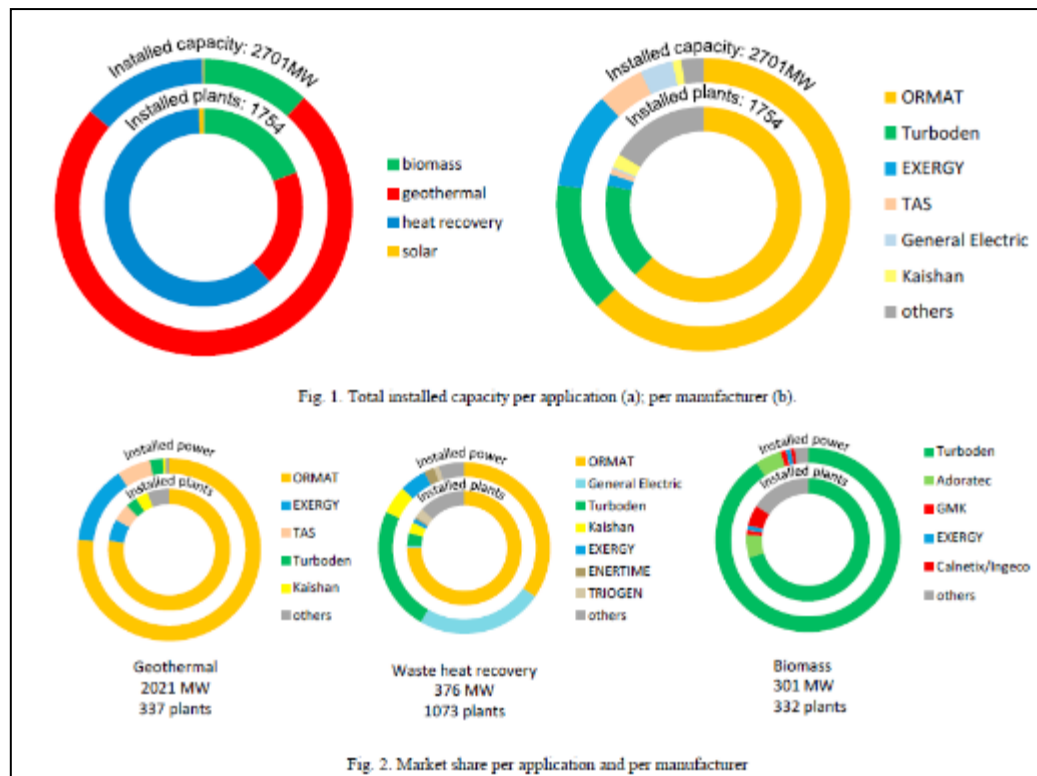 Installed capacity: 2701MW
Installed plants: 1754
biomass
geothermal
heat recovery
solar
Installed capacity: 2701MW
Installed plants: 1754
ORMAT
Turboden
EXERGY
TAS
General Electric
Kaishan
others
Fig. 1. Total installed capacity per application (a); per manufacturer (b).
Installed power
Installed plants
ORMAT
EXERGY
TAS
Turboden
Kaishan
others
Geothermal
2021 MW
337 plants
Installed power
Installed plants
ORMAT
General Electric
Turboden
Kaishan
EXERGY
ENERTIME
TRIOGEN
others
Waste heat recovery
376 MW
1073 plants
Installed power
Installed plants
Turboden
Adoratec
GMK
EXERGY
Calnetix/Ingeco
others
Biomass
301 MW
332 plants
Fig. 2. Market share per application and per manufacturer